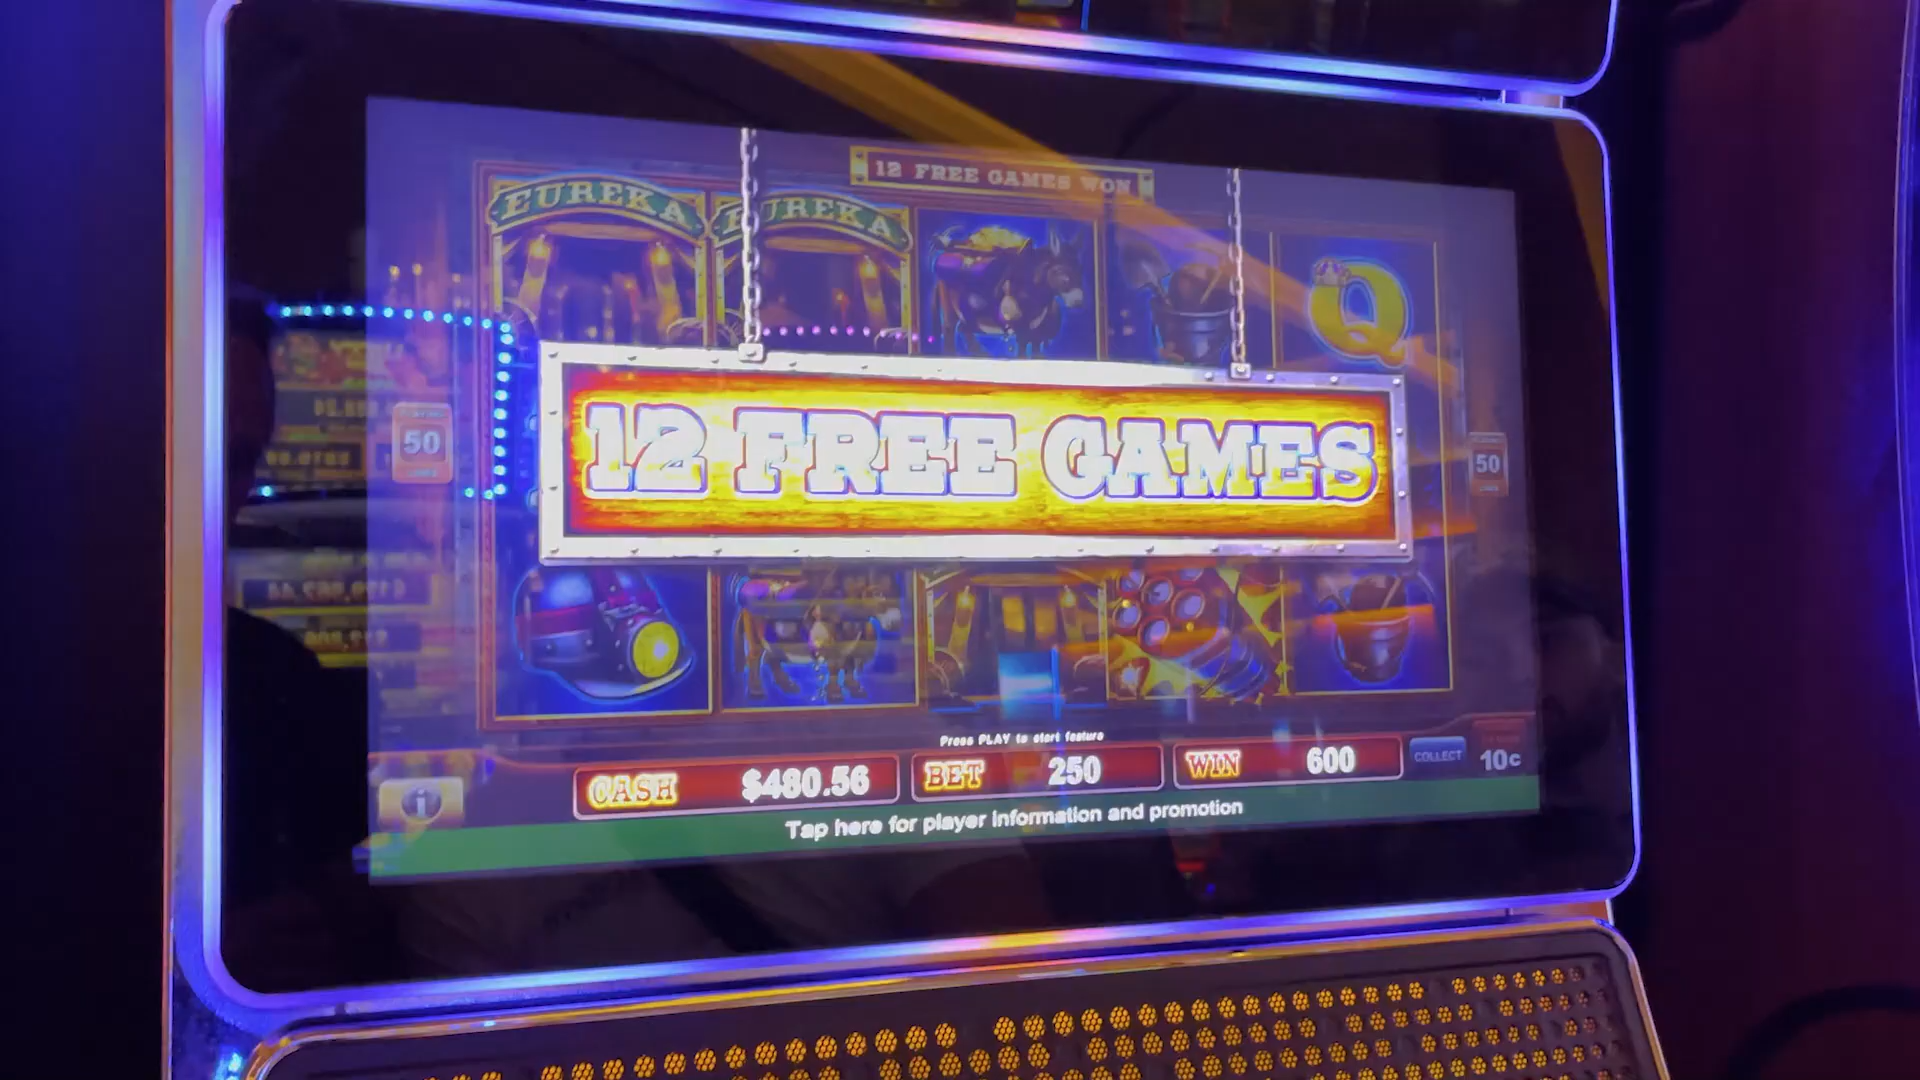 12 FREE GAMES WON
EUREKA
EUREKA
Q
50
12 FREE GAMES
50
Press PLAY to start feature
CASH $480.56
BET 250
WIN 600
COLLECT
10¢
i
Tap here for player information and promotion